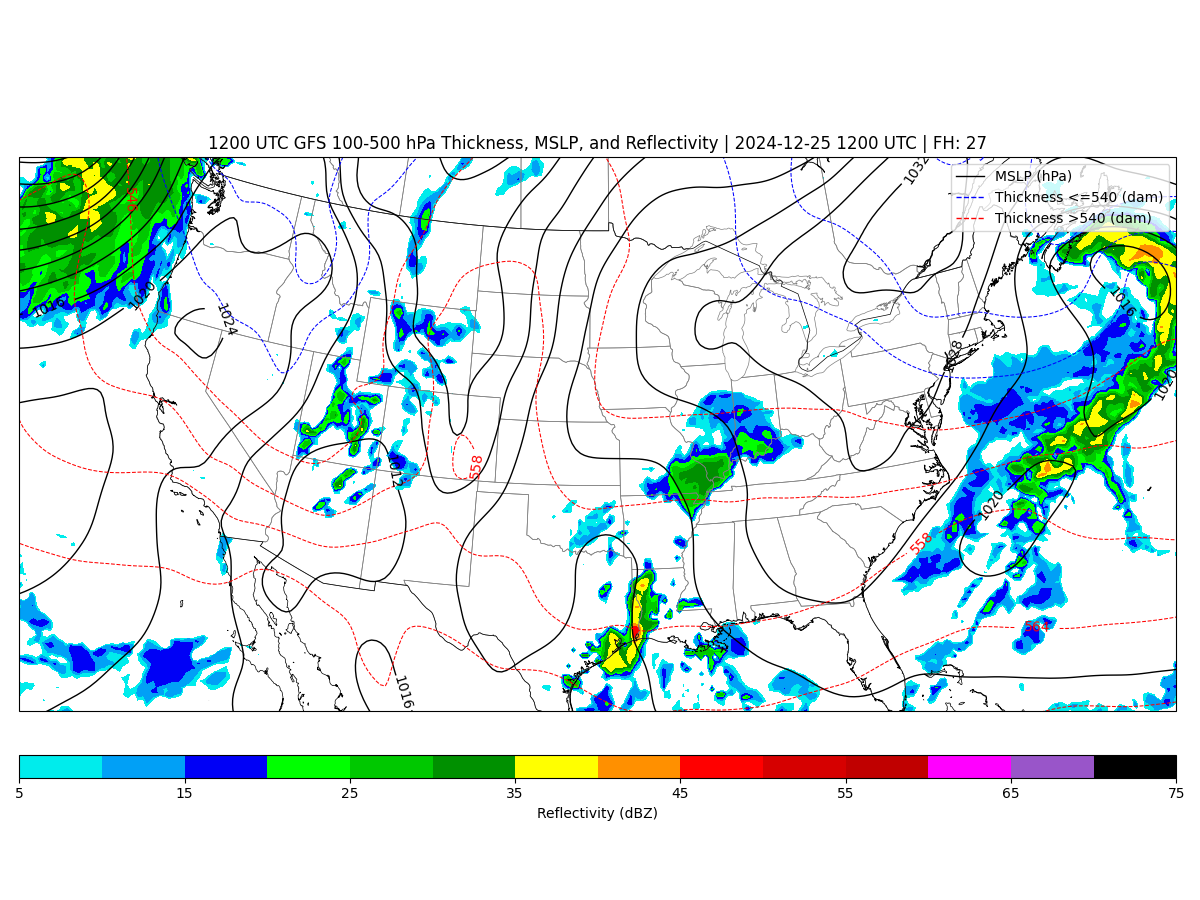 1200 UTC GFS 100-500 hPa Thickness, MSLP, and Reflectivity | 2024-12-25 1200 UTC | FH: 27
MSLP (hPa)
Thickness <=540 (dam)
Thickness >540 (dam)
1032
540
1020
1024
1016
1028
1020
558
1012
1020
558
564
1016
5 15 25 35 45 55 65 75
Reflectivity (dBZ)